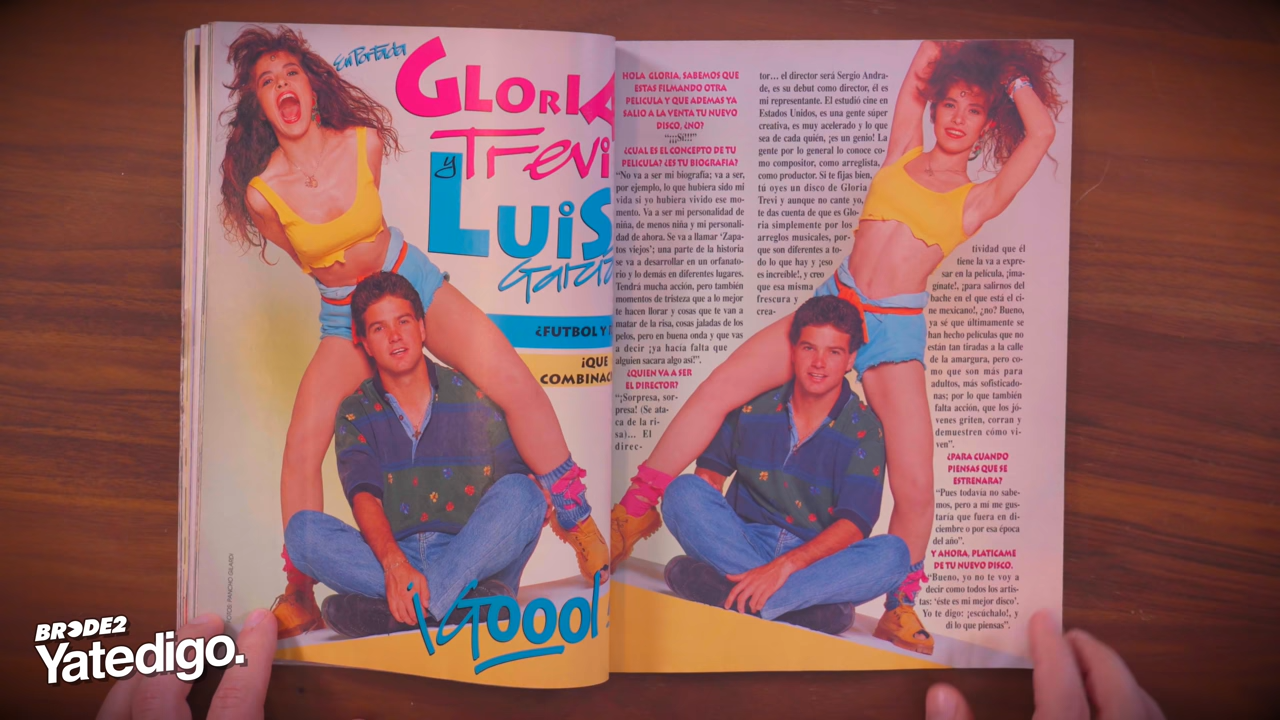 En Portada
GLORIA
TREVI
y
LUIS
García
¿FUTBOL Y
¡QUE
COMBINAC
¡Goool!
FOTOS: PANCHO GILARDI
HOLA GLORIA, SABEMOS QUE
ESTAS FILMANDO OTRA
PELICULA Y QUE ADEMAS YA
SALIO A LA VENTA TU NUEVO
DISCO, ¿NO?
“¡¡¡Sí!!!”
¿CUAL ES EL CONCEPTO DE TU
PELICULA? ¿ES TU BIOGRAFIA?
“No va a ser mi biografía; va a ser,
por ejemplo, lo que hubiera sido mi
vida si yo hubiera vivido ese mo-
mento. Va a ser mi personalidad de
niña, de menos niña y mi personali-
dad de ahora. Se va a llamar ‘Zapa-
tos viejos’; una parte de la historia
se va a desarrollar en un orfanato-
rio y lo demás en diferentes lugares.
Tendrá mucha acción, pero también
momentos de tristeza que a lo mejor
te hacen llorar y cosas que te van a
matar de la risa, cosas jaladas de los
pelos, pero en buena onda y que vas
a decir ¡ya hacía falta que
alguien sacara algo así!”.
¿QUIEN VA A SER
EL DIRECTOR?
“¡Sorpresa, sor-
presa! (Se ata-
ca de la ri-
sa)... El
direc-
tor... el director será Sergio Andra-
de, es su debut como director, él es
mi representante. El estudió cine en
Estados Unidos, es una gente súper
creativa, es muy acelerado y lo que
sea de cada quién, ¡es un genio! La
gente por lo general lo conoce co-
mo compositor, como arreglista,
como productor. Si te fijas bien,
tú oyes un disco de Gloria
Trevi y aunque no cante yo,
te das cuenta de que es Glo-
ria simplemente por los
arreglos musicales, por-
que son diferentes a to-
do lo que hay y ¡eso
es increíble!, y creo
que esa misma
frescura y
crea-
tividad que él
tiene la va a expre-
sar en la película, ¡ima-
gínate!, ¡para salirnos del
bache en el que está el ci-
ne mexicano!, ¿no? Bueno,
ya sé que últimamente se
han hecho películas que no
están tan tiradas a la calle
de la amargura, pero co-
mo que son más para
adultos, más sofisticado-
nas; por lo que también
falta acción, que los jó-
venes griten, corran y
demuestren cómo vi-
ven”.
¿PARA CUANDO
PIENSAS QUE SE
ESTRENARA?
“Pues todavía no sabe-
mos, pero a mí me gus-
taría que fuera en di-
ciembre o por esa época
del año”.
Y AHORA, PLATICAME
DE TU NUEVO DISCO.
“Bueno, yo no te voy a
decir como todos los artis-
tas: ‘éste es mi mejor disco’.
Yo te digo: ¡escúchalo!, y
di lo que piensas”.
BRODE2
Yatedigo.